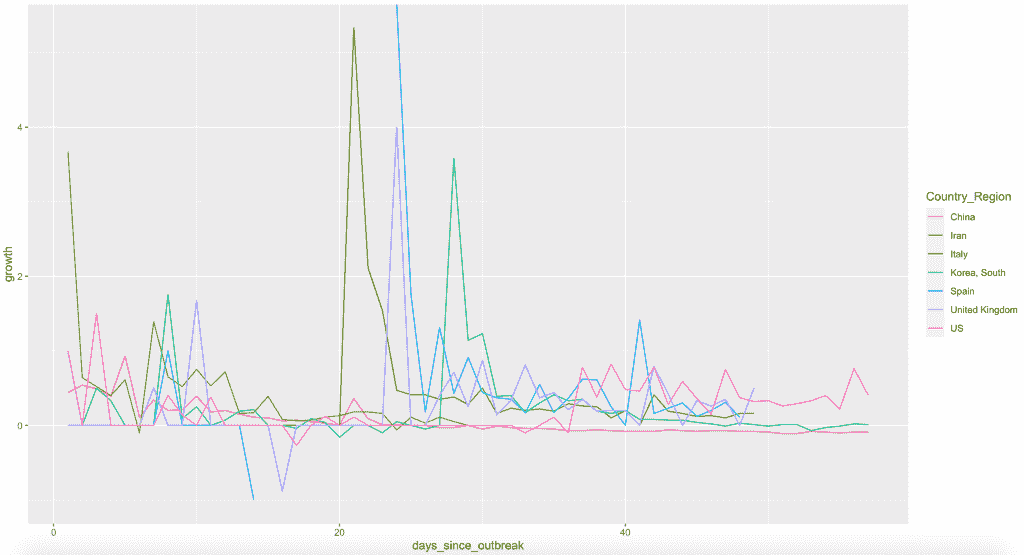 4
2
0
growth
0
20
40
days_since_outbreak
Country_Region
China
Iran
Italy
Korea, South
Spain
United Kingdom
US